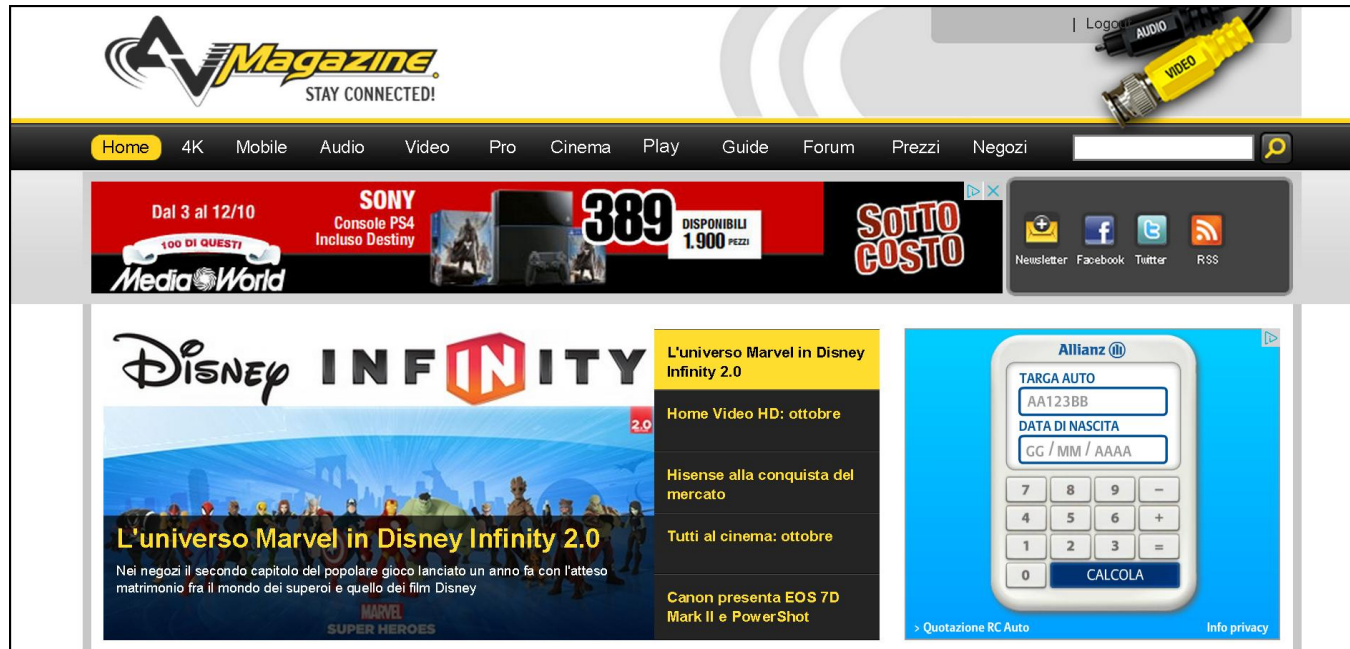 | Logout
AUDIO
VIDEO
AV Magazine
STAY CONNECTED!
Home 4K Mobile Audio Video Pro Cinema Play Guide Forum Prezzi Negozi
Dal 3 al 12/10
100 DI QUESTI
MediaWorld
SONY
Console PS4
Incluso Destiny
389
DISPONIBILI
1.900 PEZZI
SOTTO
COSTO
Newsletter Facebook Twitter RSS
Disney INFINITY
2.0
L'universo Marvel in Disney Infinity 2.0
Nei negozi il secondo capitolo del popolare gioco lanciato un anno fa con l'atteso
matrimonio fra il mondo dei superoi e quello dei film Disney
MARVEL
SUPER HEROES
L'universo Marvel in Disney
Infinity 2.0
Home Video HD: ottobre
Hisense alla conquista del
mercato
Tutti al cinema: ottobre
Canon presenta EOS 7D
Mark II e PowerShot
Allianz
TARGA AUTO
AA123BB
DATA DI NASCITA
GG / MM / AAAA
7 8 9 −
4 5 6 +
1 2 3 =
0 CALCOLA
> Quotazione RC Auto
Info privacy